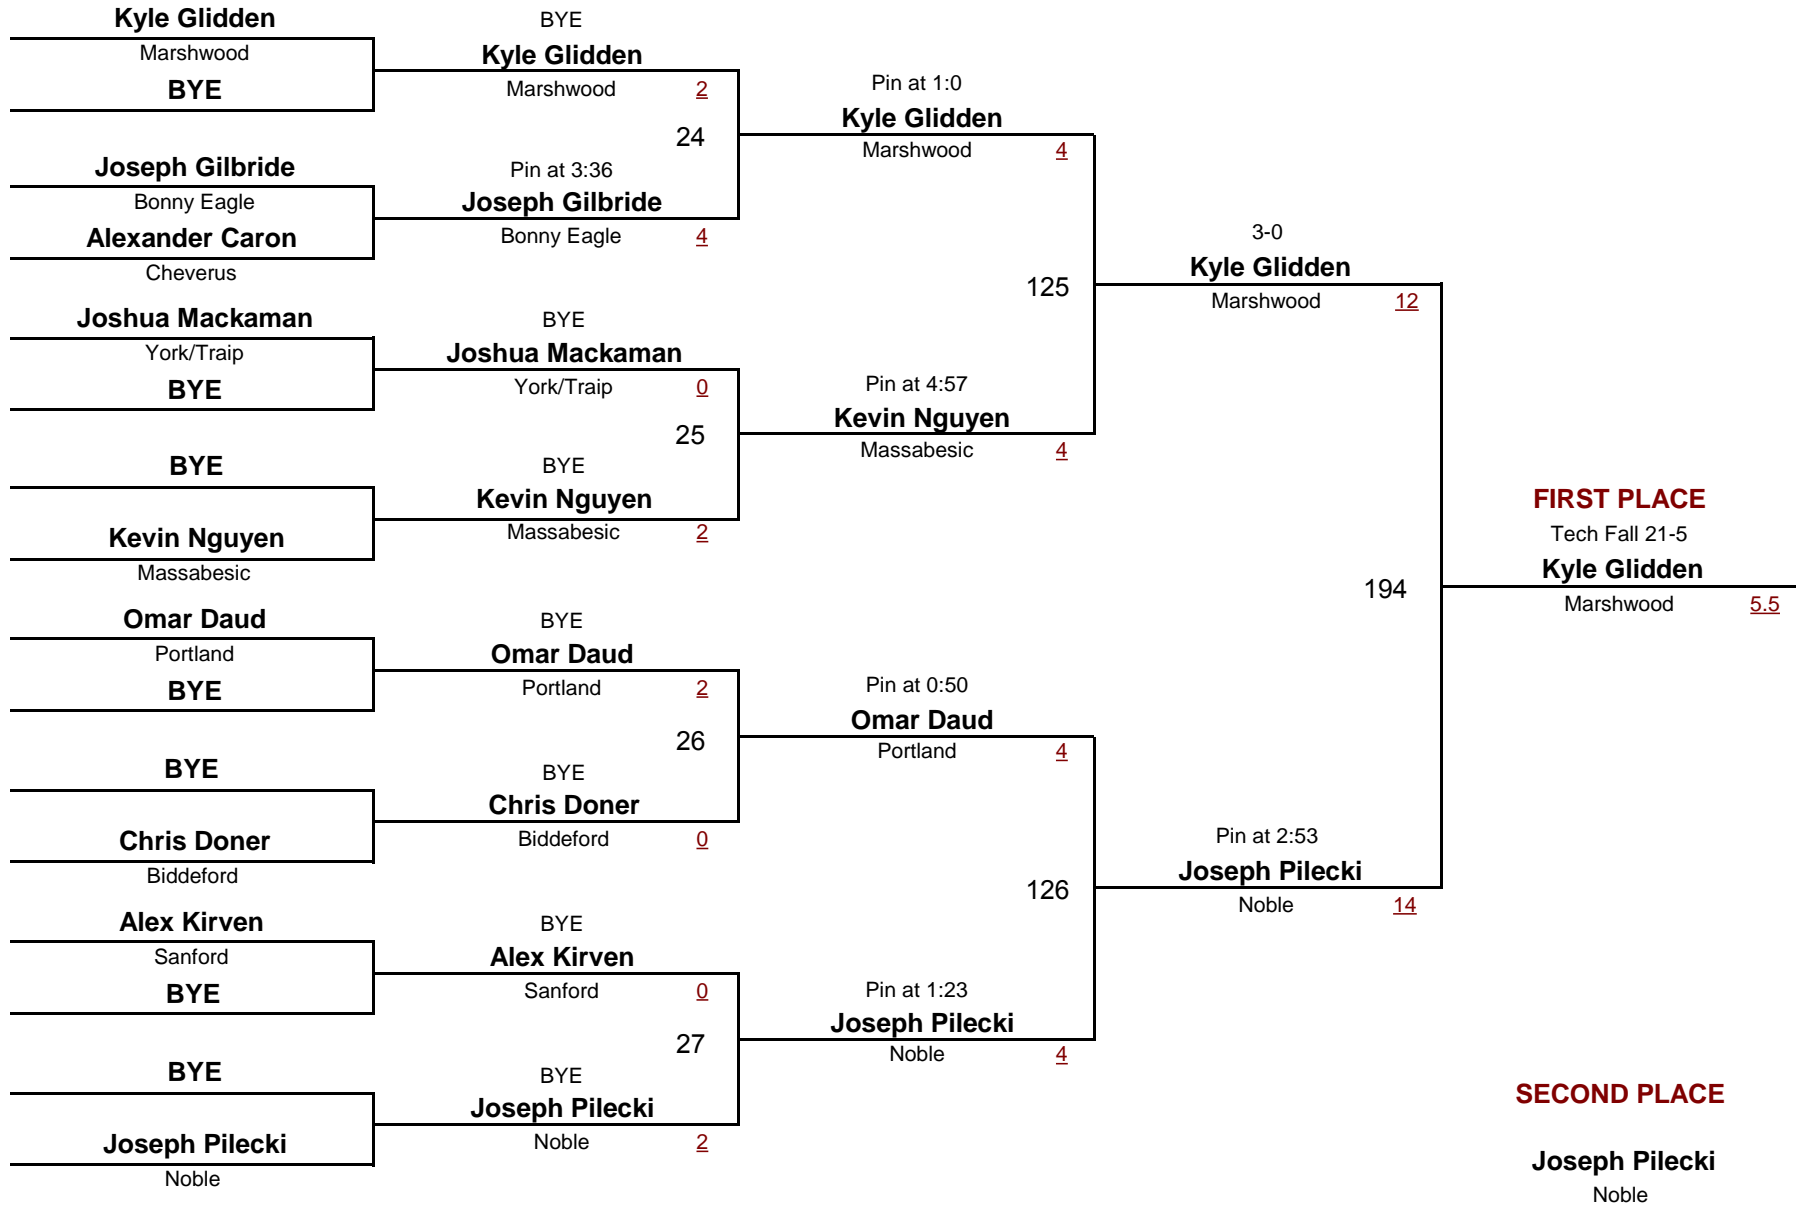 Kyle Glidden
Marshwood
BYE
Joseph Gilbride
Bonny Eagle
Alexander Caron
Cheverus
Joshua Mackaman
York/Traip
BYE
BYE
Kevin Nguyen
Massabesic
Omar Daud
Portland
BYE
BYE
Chris Doner
Biddeford
Alex Kirven
Sanford
BYE
BYE
Joseph Pilecki
Noble
BYE
Kyle Glidden
Marshwood 2
24
Pin at 3:36
Joseph Gilbride
Bonny Eagle 4
BYE
Joshua Mackaman
York/Traip 0
25
BYE
Kevin Nguyen
Massabesic 2
BYE
Omar Daud
Portland 2
26
BYE
Chris Doner
Biddeford 0
BYE
Alex Kirven
Sanford 0
27
BYE
Joseph Pilecki
Noble 2
Pin at 1:0
Kyle Glidden
Marshwood 4
125
Pin at 4:57
Kevin Nguyen
Massabesic 4
Pin at 0:50
Omar Daud
Portland 4
126
Pin at 1:23
Joseph Pilecki
Noble 4
3-0
Kyle Glidden
Marshwood 12
194
Pin at 2:53
Joseph Pilecki
Noble 14
FIRST PLACE
Tech Fall 21-5
Kyle Glidden
Marshwood 5.5
SECOND PLACE
Joseph Pilecki
Noble